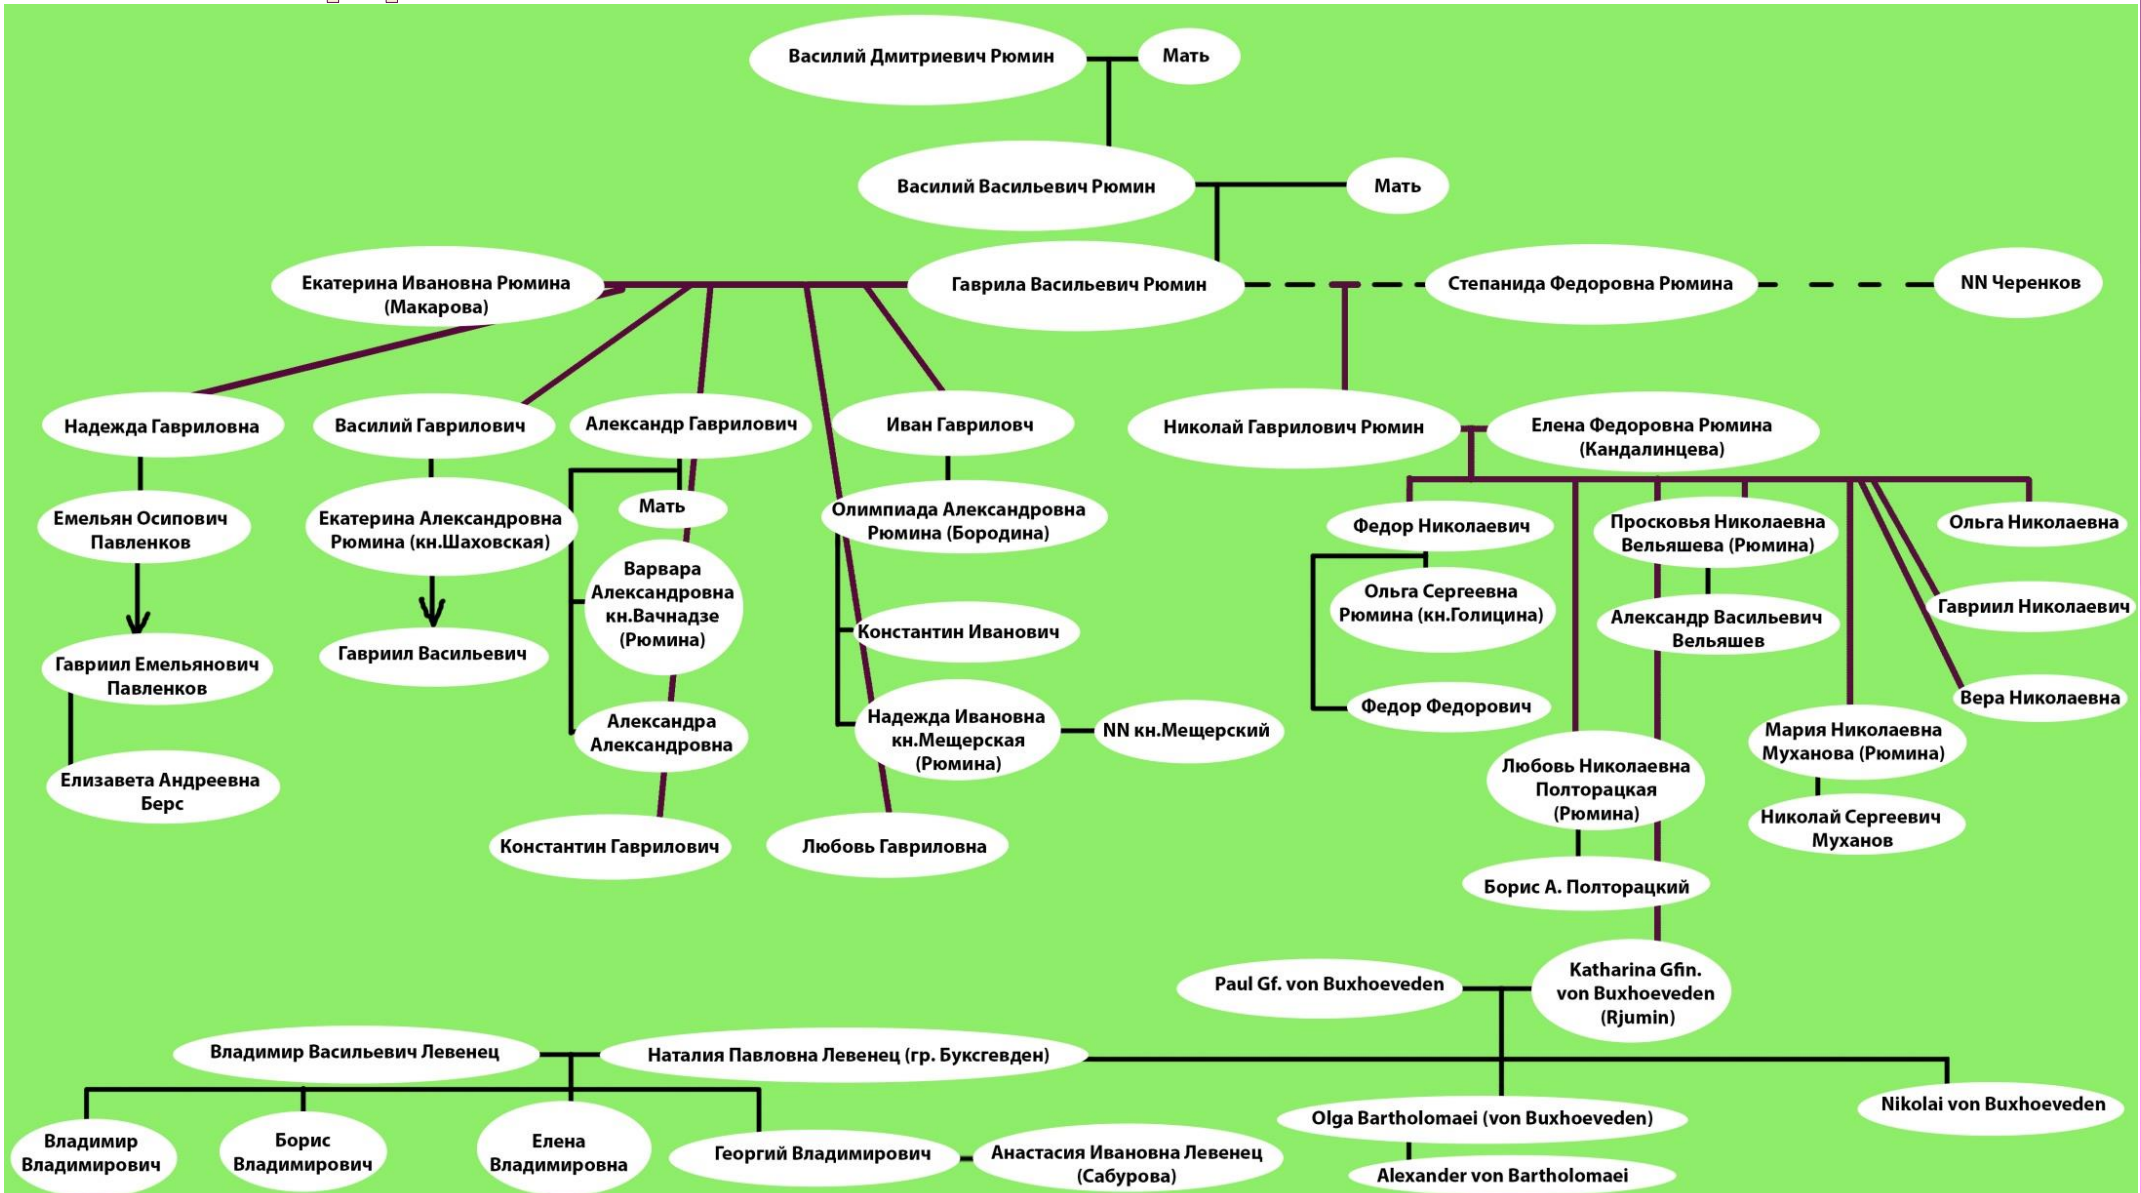 Василий Дмитриевич Рюмин
Мать
Василий Васильевич Рюмин
Мать
Екатерина Ивановна Рюмина
(Макарова)
Гаврила Васильевич Рюмин
Степанида Федоровна Рюмина
NN Черенков
Надежда Гавриловна
Василий Гаврилович
Александр Гаврилович
Иван Гавриловч
Николай Гаврилович Рюмин
Елена Федоровна Рюмина
(Кандалинцева)
Емельян Осипович
Павленков
Екатерина Александровна
Рюмина (кн.Шаховская)
Мать
Олимпиада Александровна
Рюмина (Бородина)
Федор Николаевич
Просковья Николаевна
Вельяшева (Рюмина)
Ольга Николаевна
Варвара
Александровна
кн.Вачнадзе
(Рюмина)
Ольга Сергеевна
Рюмина (кн.Голицина)
Александр Васильевич
Вельяшев
Гавриил Николаевич
Гавриил Емельянович
Павленков
Гавриил Васильевич
Константин Иванович
Александра
Александровна
Надежда Ивановна
кн.Мещерская
(Рюмина)
NN кн.Мещерский
Федор Федорович
Вера Николаевна
Мария Николаевна
Муханова (Рюмина)
Любовь Николаевна
Полторацкая
(Рюмина)
Елизавета Андреевна
Берс
Николай Сергеевич
Муханов
Константин Гаврилович
Любовь Гавриловна
Борис А. Полторацкий
Paul Gf. von Buxhoeveden
Katharina Gfin.
von Buxhoeveden
(Rjumin)
Владимир Васильевич Левенец
Наталия Павловна Левенец (гр. Буксгевден)
Olga Bartholomaei (von Buxhoeveden)
Nikolai von Buxhoeveden
Владимир
Владимирович
Борис
Владимирович
Елена
Владимировна
Георгий Владимирович
Анастасия Ивановна Левенец
(Сабурова)
Alexander von Bartholomaei